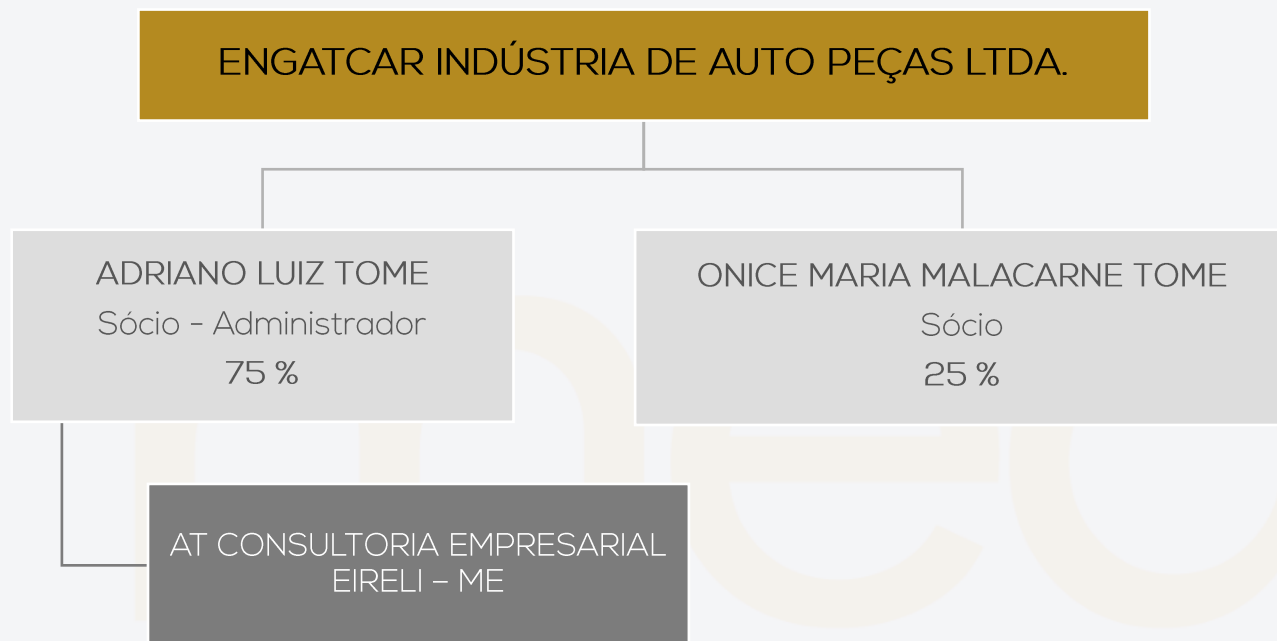 ENGATCAR INDÚSTRIA DE AUTO PEÇAS LTDA.
ADRIANO LUIZ TOME
Sócio - Administrador
75 %
ONICE MARIA MALACARNE TOME
Sócio
25 %
AT CONSULTORIA EMPRESARIAL
EIRELI – ME